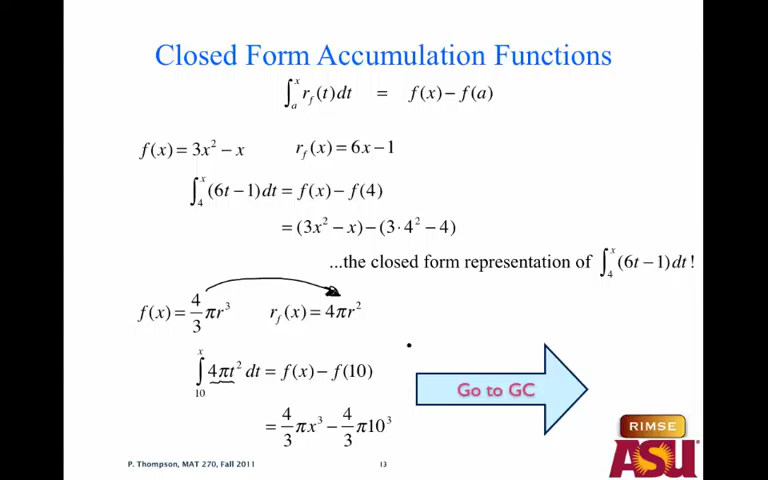 Closed Form Accumulation Functions
∫ₐˣ r_f(t)dt = f(x) − f(a)
f(x) = 3x² − x r_f(x) = 6x − 1
∫₄ˣ (6t − 1)dt = f(x) − f(4)
= (3x² − x) − (3·4² − 4)
...the closed form representation of ∫₄ˣ (6t − 1)dt !
f(x) = 4/3 πr³ r_f(x) = 4πr²
∫₁₀ˣ 4πt² dt = f(x) − f(10)
= 4/3 πx³ − 4/3 π10³
Go to GC
RIMSE
ASU
P. Thompson, MAT 270, Fall 2011
13